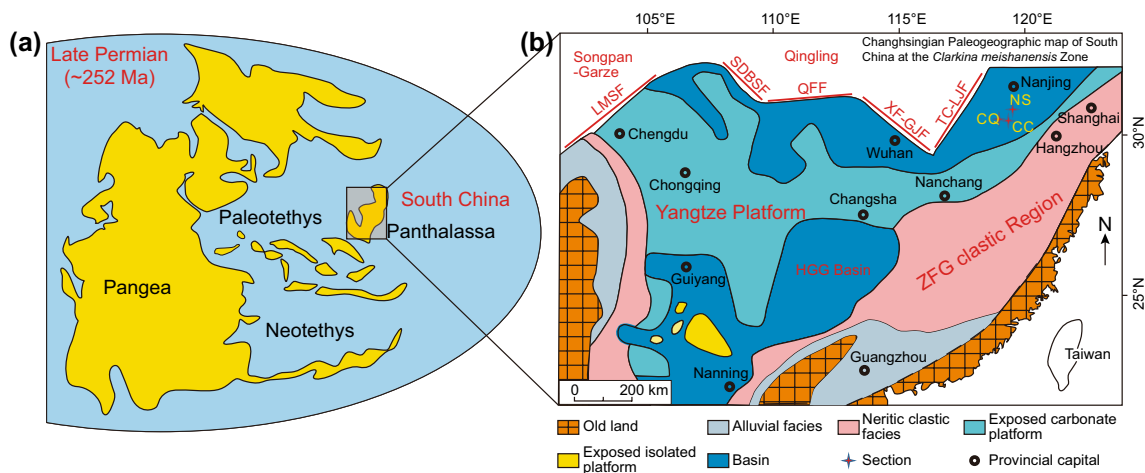 (a)
Late Permian
(~252 Ma)
Paleotethys
South China
Panthalassa
Pangea
Neotethys
(b)
105°E
110°E
115°E
120°E
Songpan
-Garze
Qingling
Changhsingian Paleogeographic map of South
China at the Clarkina meishanensis Zone
LMSF
SDBSF
QFF
XF-GJF
TC-LJF
Nanjing
NS
CQ
CC
Shanghai
Hangzhou
30°N
Chengdu
Wuhan
Chongqing
Nanchang
Changsha
Yangtze Platform
ZFG clastic Region
HGG Basin
N
Guiyang
25°N
Guangzhou
Taiwan
Nanning
0 200 km
Old land
Alluvial facies
Neritic clastic
facies
Exposed carbonate
platform
Exposed isolated
platform
Basin
Section
Provincial capital